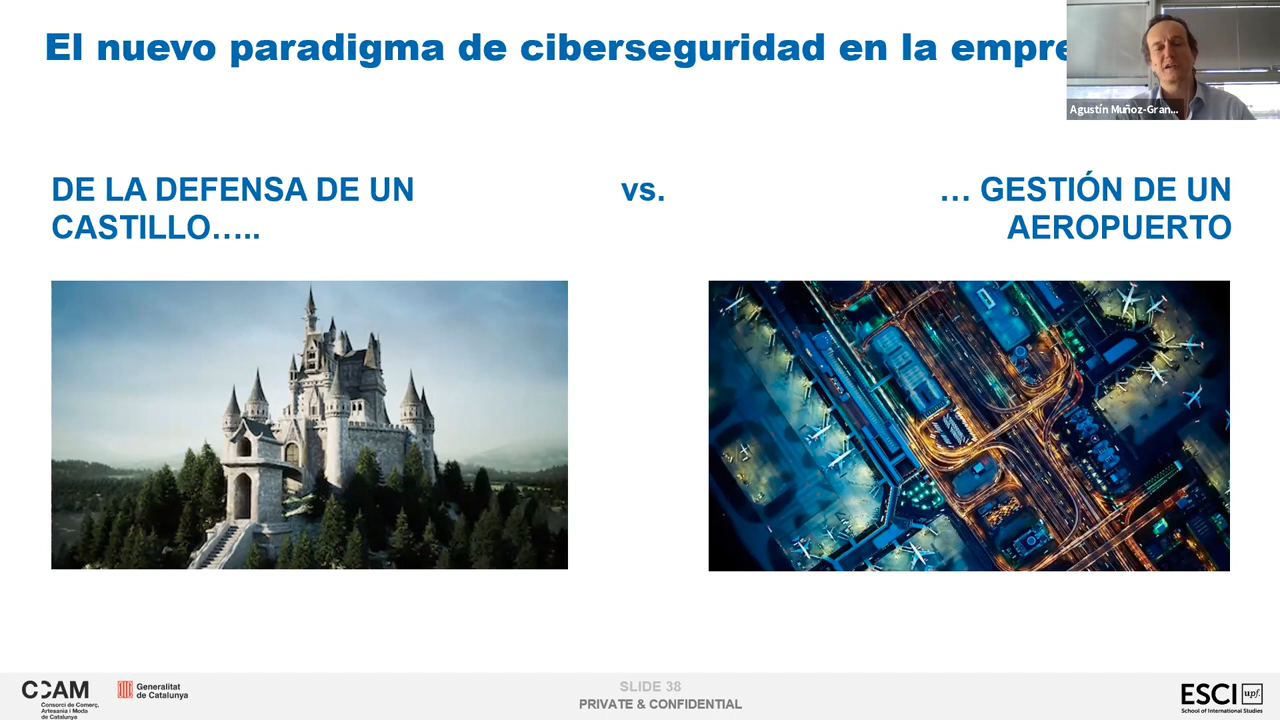 El nuevo paradigma de ciberseguridad en la empre
Agustín Muñoz-Gran...
DE LA DEFENSA DE UN
CASTILLO.....
vs.
... GESTIÓN DE UN
AEROPUERTO
CCAM
Consorci de Comerç,
Artesania i Moda
de Catalunya
Generalitat
de Catalunya
SLIDE 38
PRIVATE & CONFIDENTIAL
ESCI upf.
School of International Studies